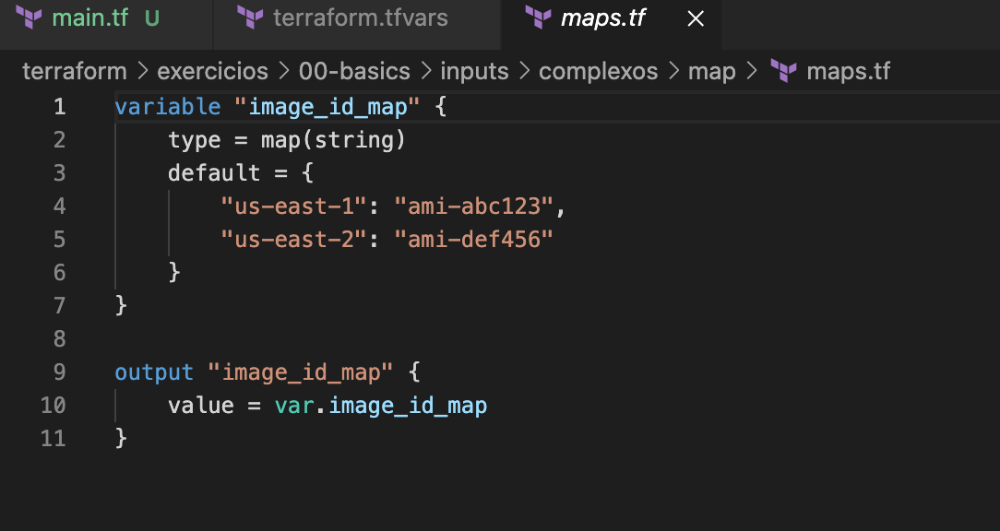 main.tf U terraform.tfvars maps.tf
terraform > exercicios > 00-basics > inputs > complexos > map > maps.tf
1 variable "image_id_map" {
2     type = map(string)
3     default = {
4         "us-east-1": "ami-abc123",
5         "us-east-2": "ami-def456"
6     }
7 }
8
9 output "image_id_map" {
10     value = var.image_id_map
11 }